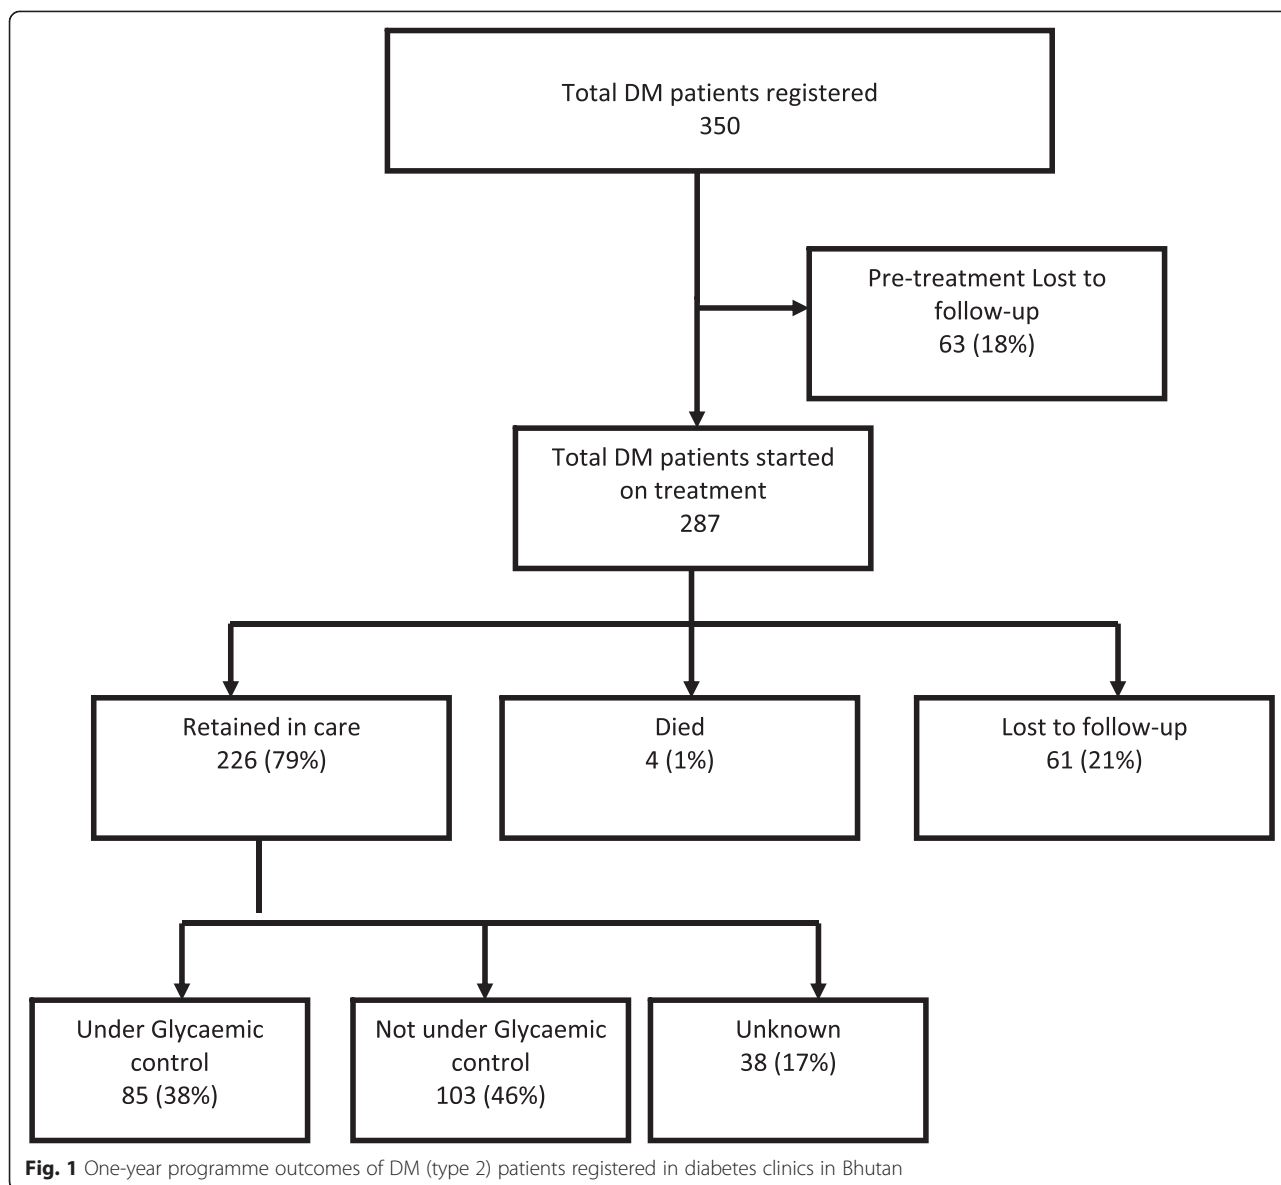 Total DM patients registered
350
Pre-treatment Lost to
follow-up
63 (18%)
Total DM patients started
on treatment
287
Retained in care
226 (79%)
Died
4 (1%)
Lost to follow-up
61 (21%)
Under Glycaemic
control
85 (38%)
Not under Glycaemic
control
103 (46%)
Unknown
38 (17%)
Fig. 1 One-year programme outcomes of DM (type 2) patients registered in diabetes clinics in Bhutan